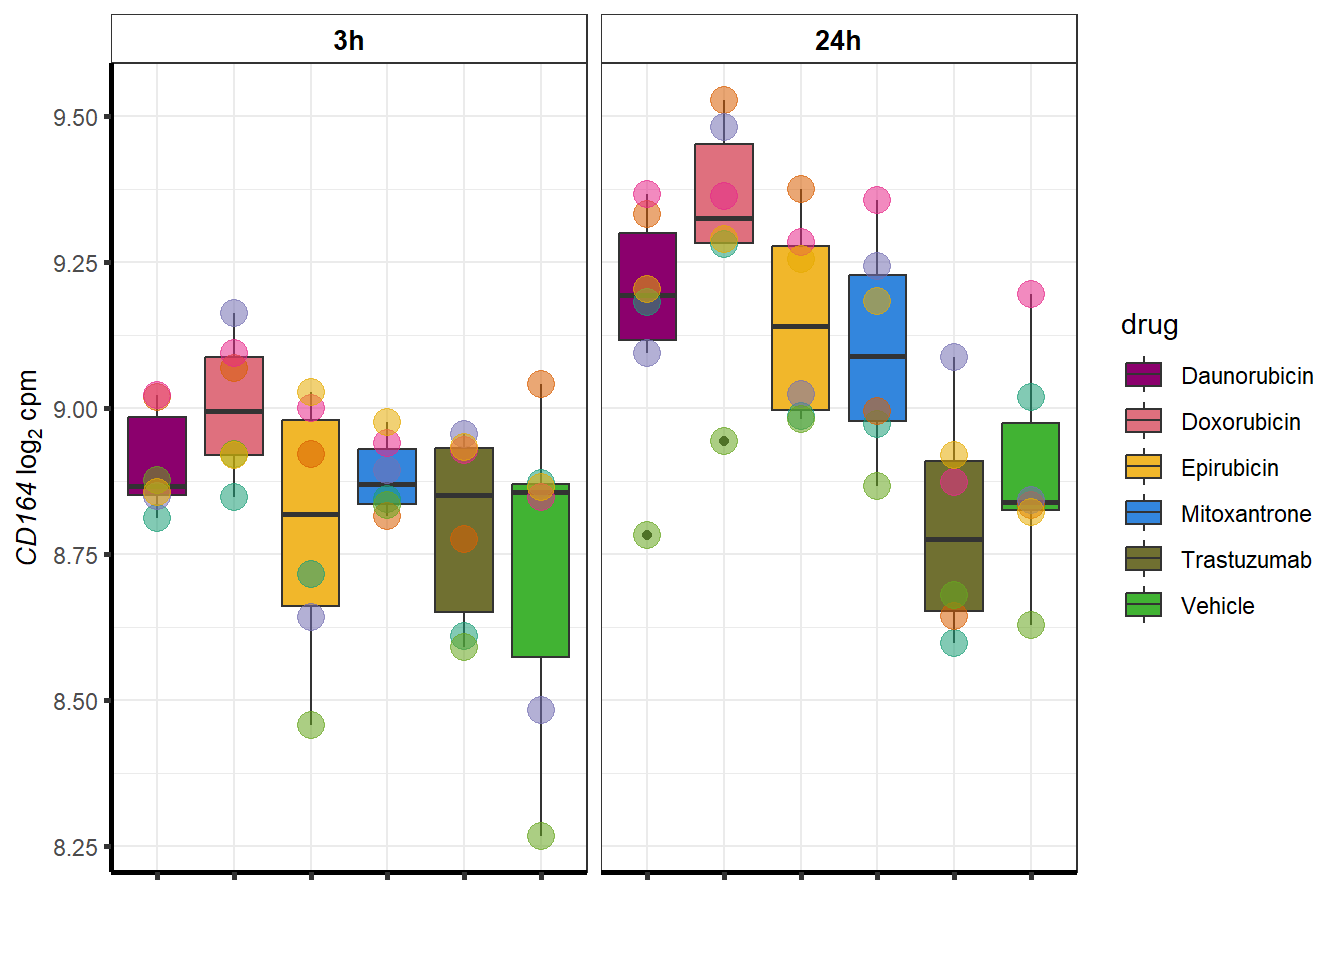 3h
24h
CD164 log₂ cpm
9.50
9.25
9.00
8.75
8.50
8.25
drug
Daunorubicin
Doxorubicin
Epirubicin
Mitoxantrone
Trastuzumab
Vehicle